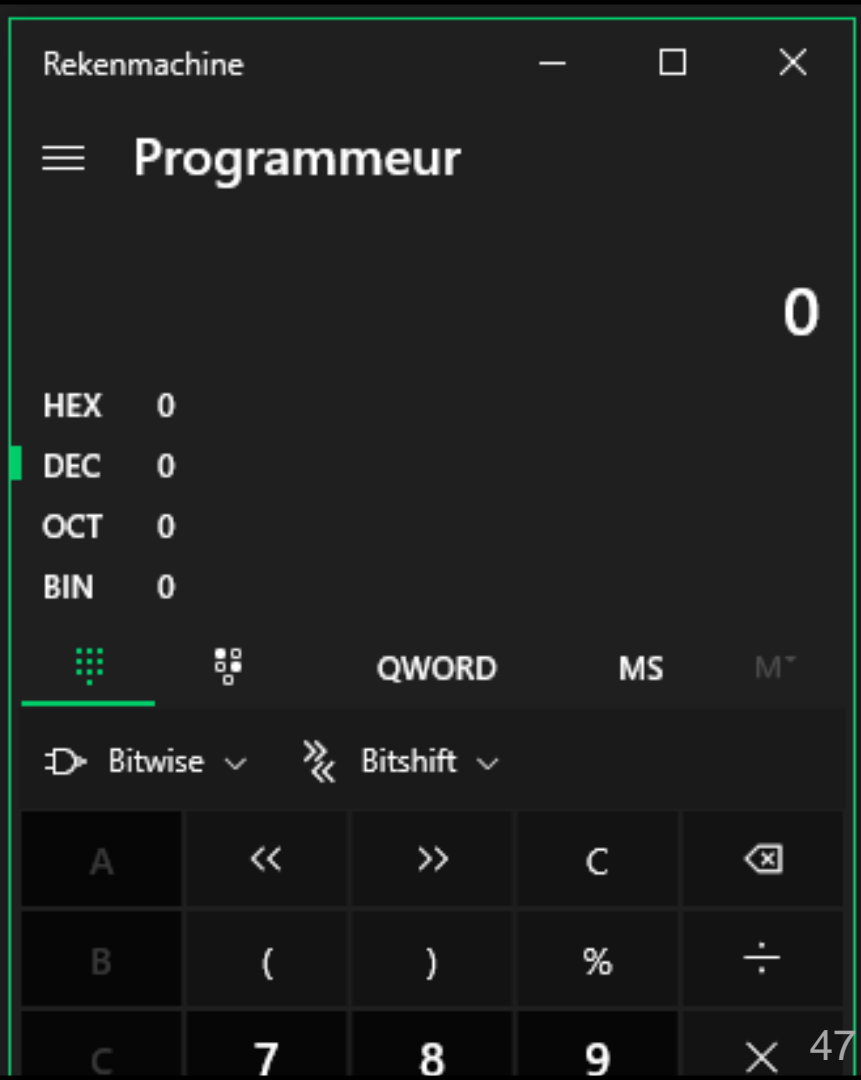 Rekenmachine
Programmeur
0
HEX 0
DEC 0
OCT 0
BIN 0
QWORD MS M
Bitwise Bitshift
A << >> C
B ( ) % ÷
C 7 8 9 × 47